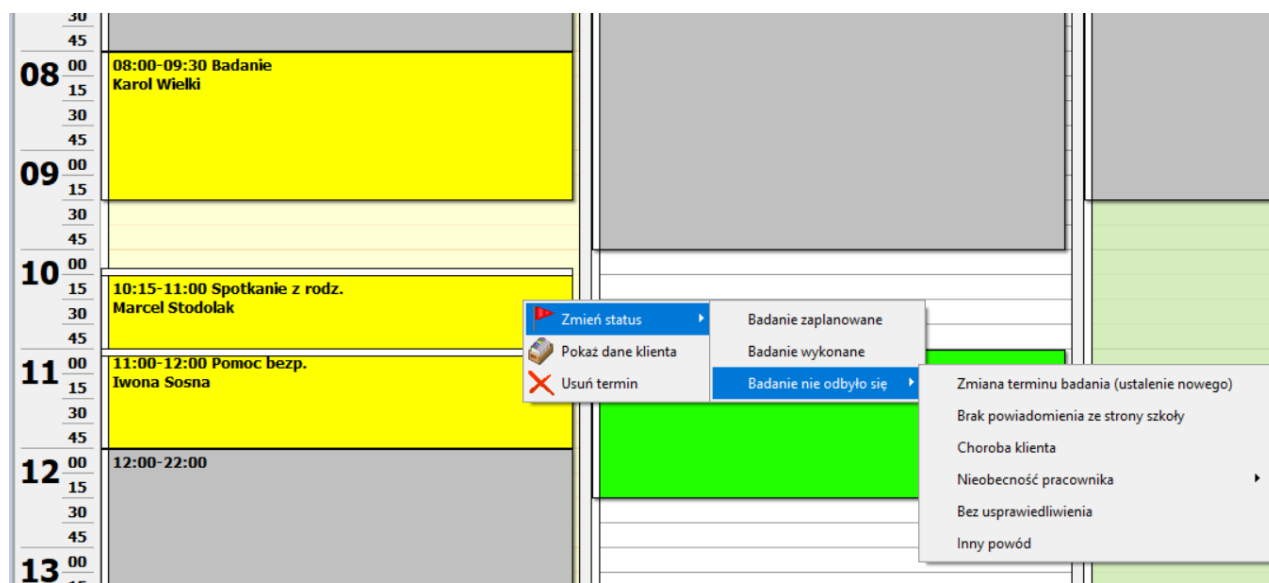 30
45
08 00
15
30
45
09 00
15
30
45
10 00
15
30
45
11 00
15
30
45
12 00
15
30
45
13 00
15
08:00-09:30 Badanie
Karol Wielki
10:15-11:00 Spotkanie z rodz.
Marcel Stodolak
11:00-12:00 Pomoc bezp.
Iwona Sosna
12:00-22:00
Zmień status
Pokaż dane klienta
Usuń termin
Badanie zaplanowane
Badanie wykonane
Badanie nie odbyło się
Zmiana terminu badania (ustalenie nowego)
Brak powiadomienia ze strony szkoły
Choroba klienta
Nieobecność pracownika
Bez usprawiedliwienia
Inny powód